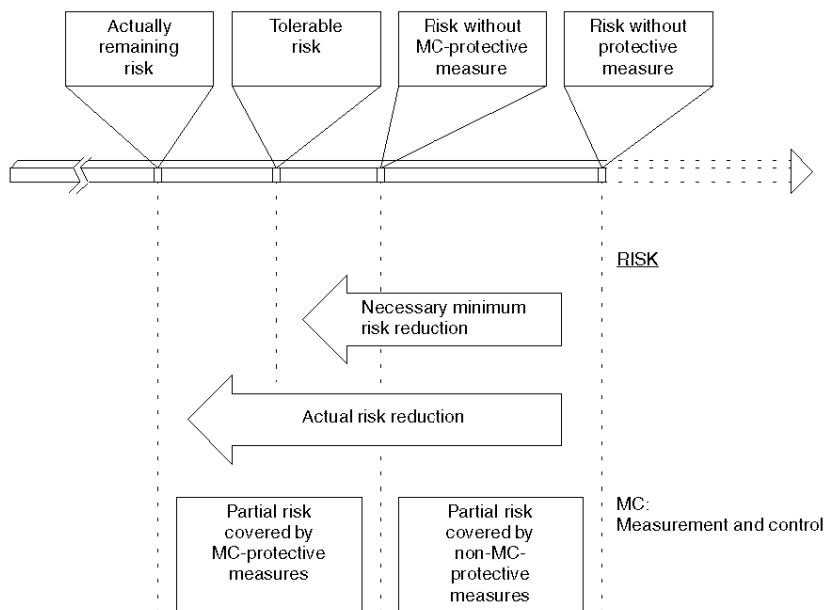 Actually
remaining
risk
Tolerable
risk
Risk without
MC-protective
measure
Risk without
protective
measure
RISK
Necessary minimum
risk reduction
Actual risk reduction
Partial risk
covered by
MC-protective
measures
Partial risk
covered by
non-MC-
protective
measures
MC:
Measurement and control